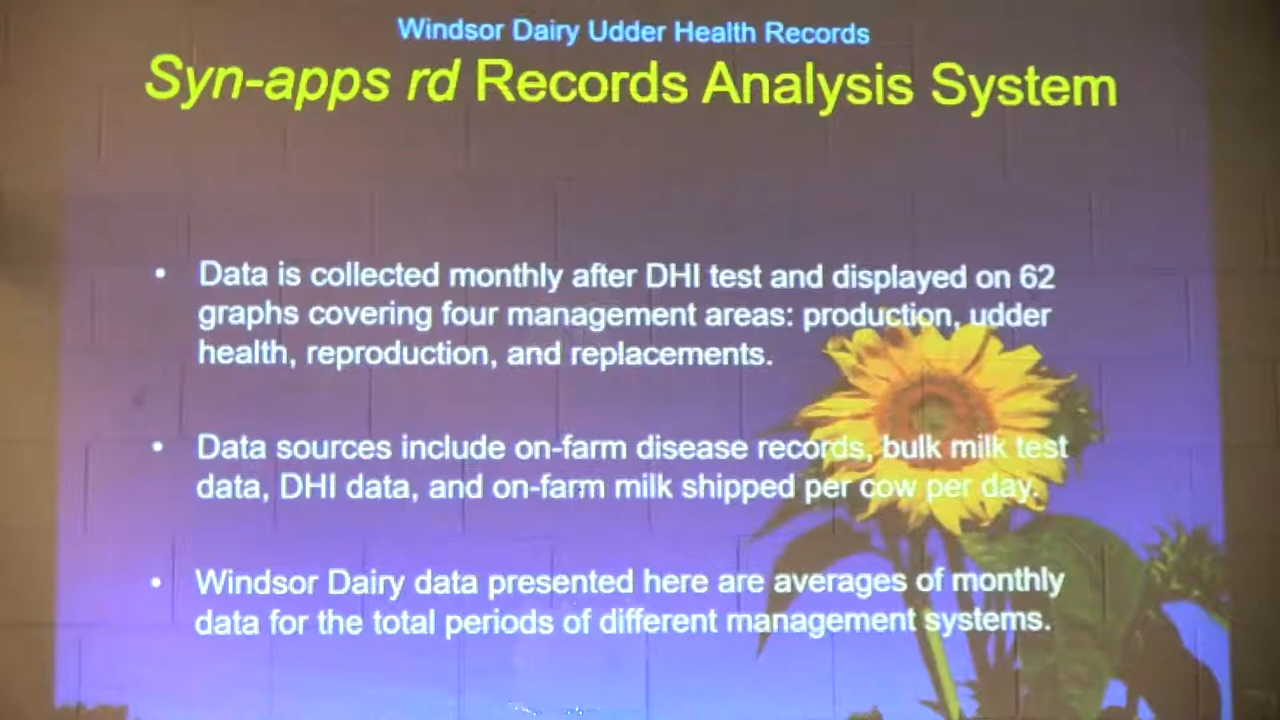 Windsor Dairy Udder Health Records
Syn-apps rd Records Analysis System
• Data is collected monthly after DHI test and displayed on 62
graphs covering four management areas: production, udder
health, reproduction, and replacements.
• Data sources include on-farm disease records, bulk milk test
data, DHI data, and on-farm milk shipped per cow per day.
• Windsor Dairy data presented here are averages of monthly
data for the total periods of different management systems.